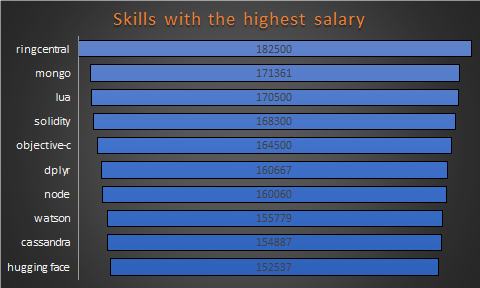 Skills with the highest salary
ringcentral 182500
mongo 171361
lua 170500
solidity 168300
objective-c 164500
dplyr 160667
node 160060
watson 155779
cassandra 154887
hugging face 152537